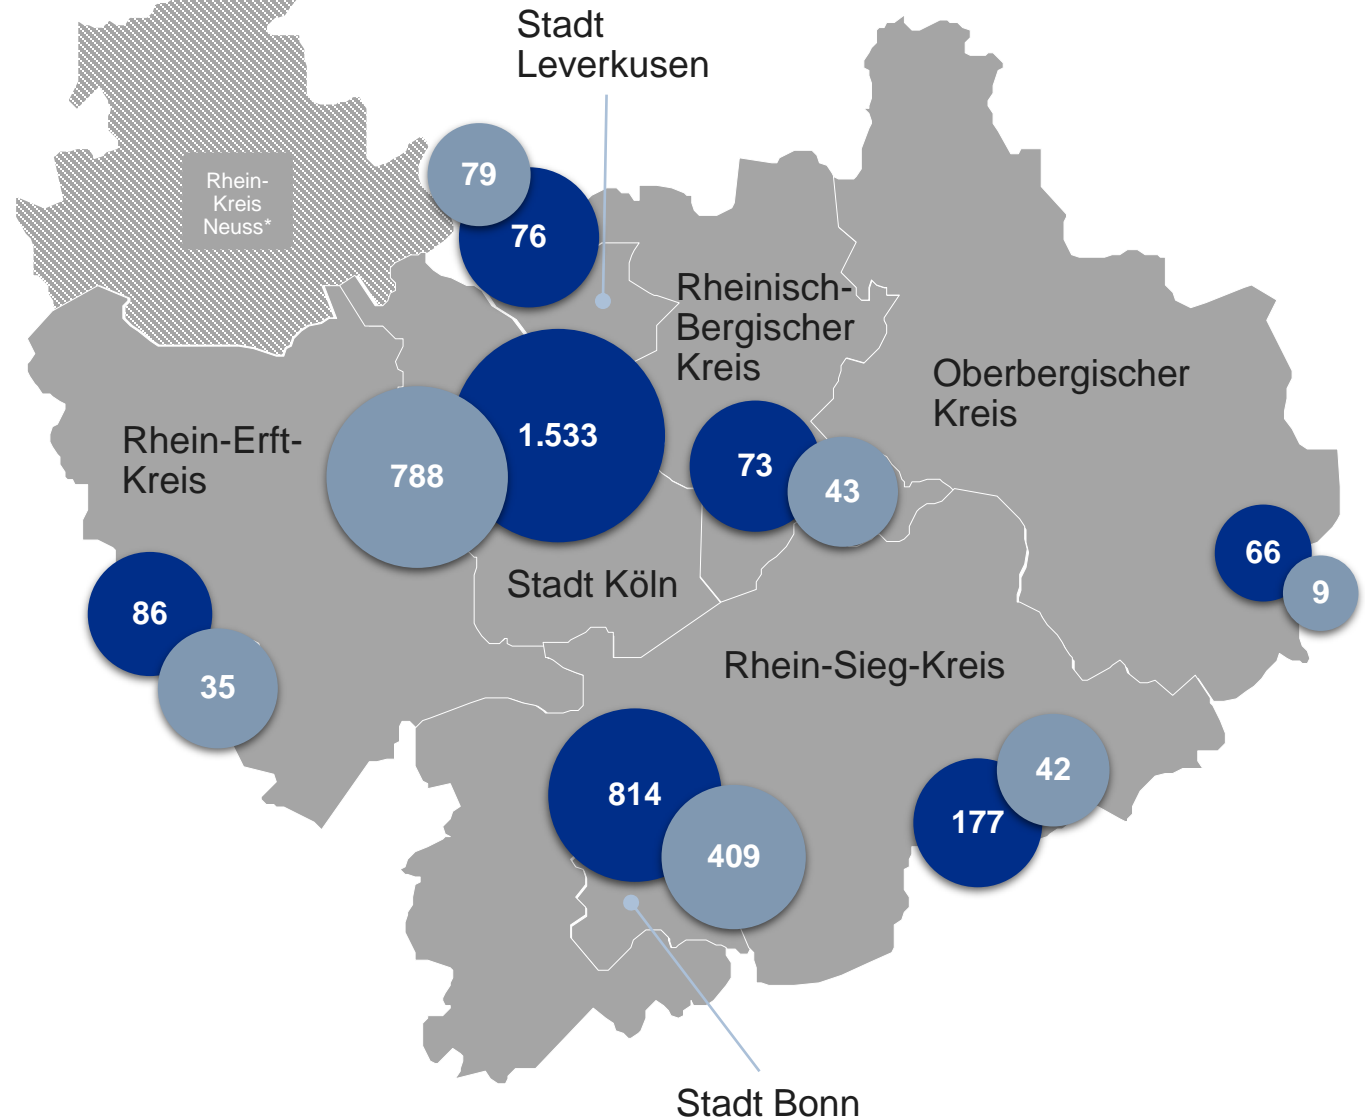 Stadt
Leverkusen
79
76
Rhein-
Kreis
Neuss*
Rheinisch-
Bergischer
Kreis
Oberbergischer
Kreis
Rhein-Erft-
Kreis
1.533
788
73
43
66
9
Stadt Köln
86
35
Rhein-Sieg-Kreis
814
409
42
177
Stadt Bonn